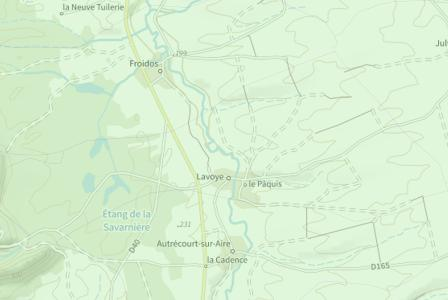 la Neuve Tuilerie
Jul
199
Froidos
Lavoye
le Pâquis
Étang de la
Savarnière
231
D40
Autrécourt-sur-Aire
la Cadence
D165